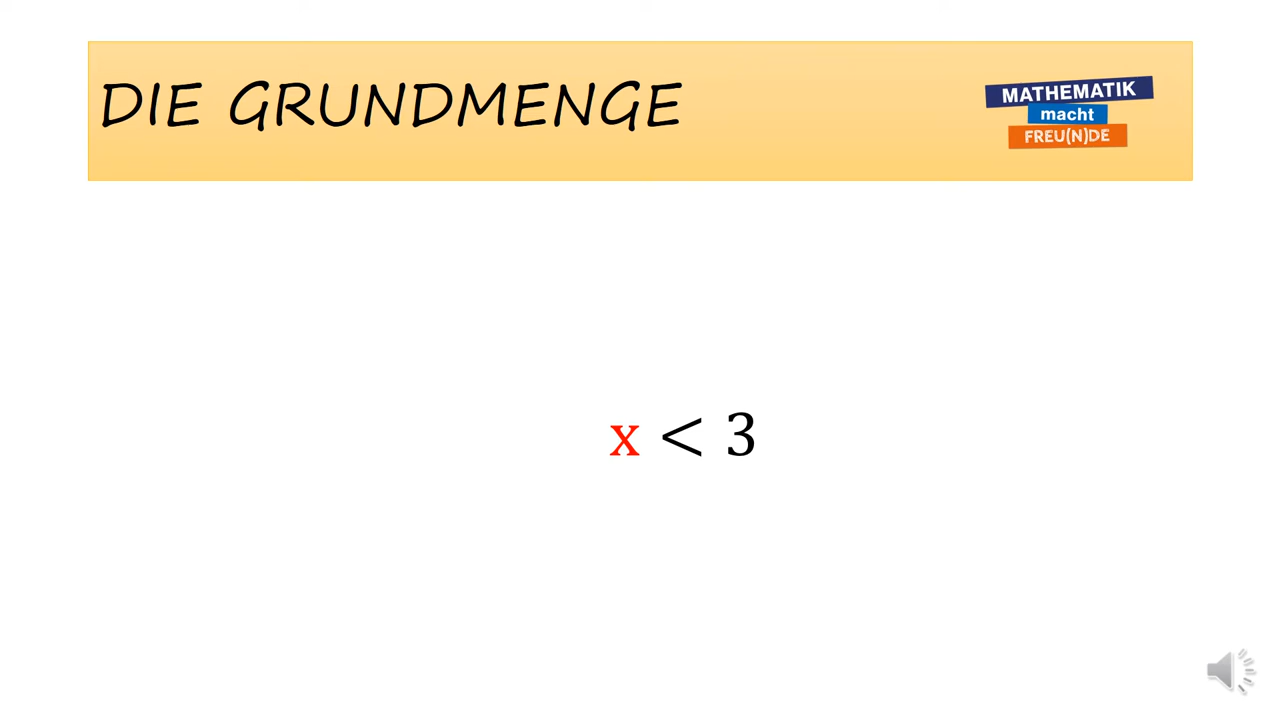 DIE GRUNDMENGE
MATHEMATIK
macht
FREU(N)DE
x < 3